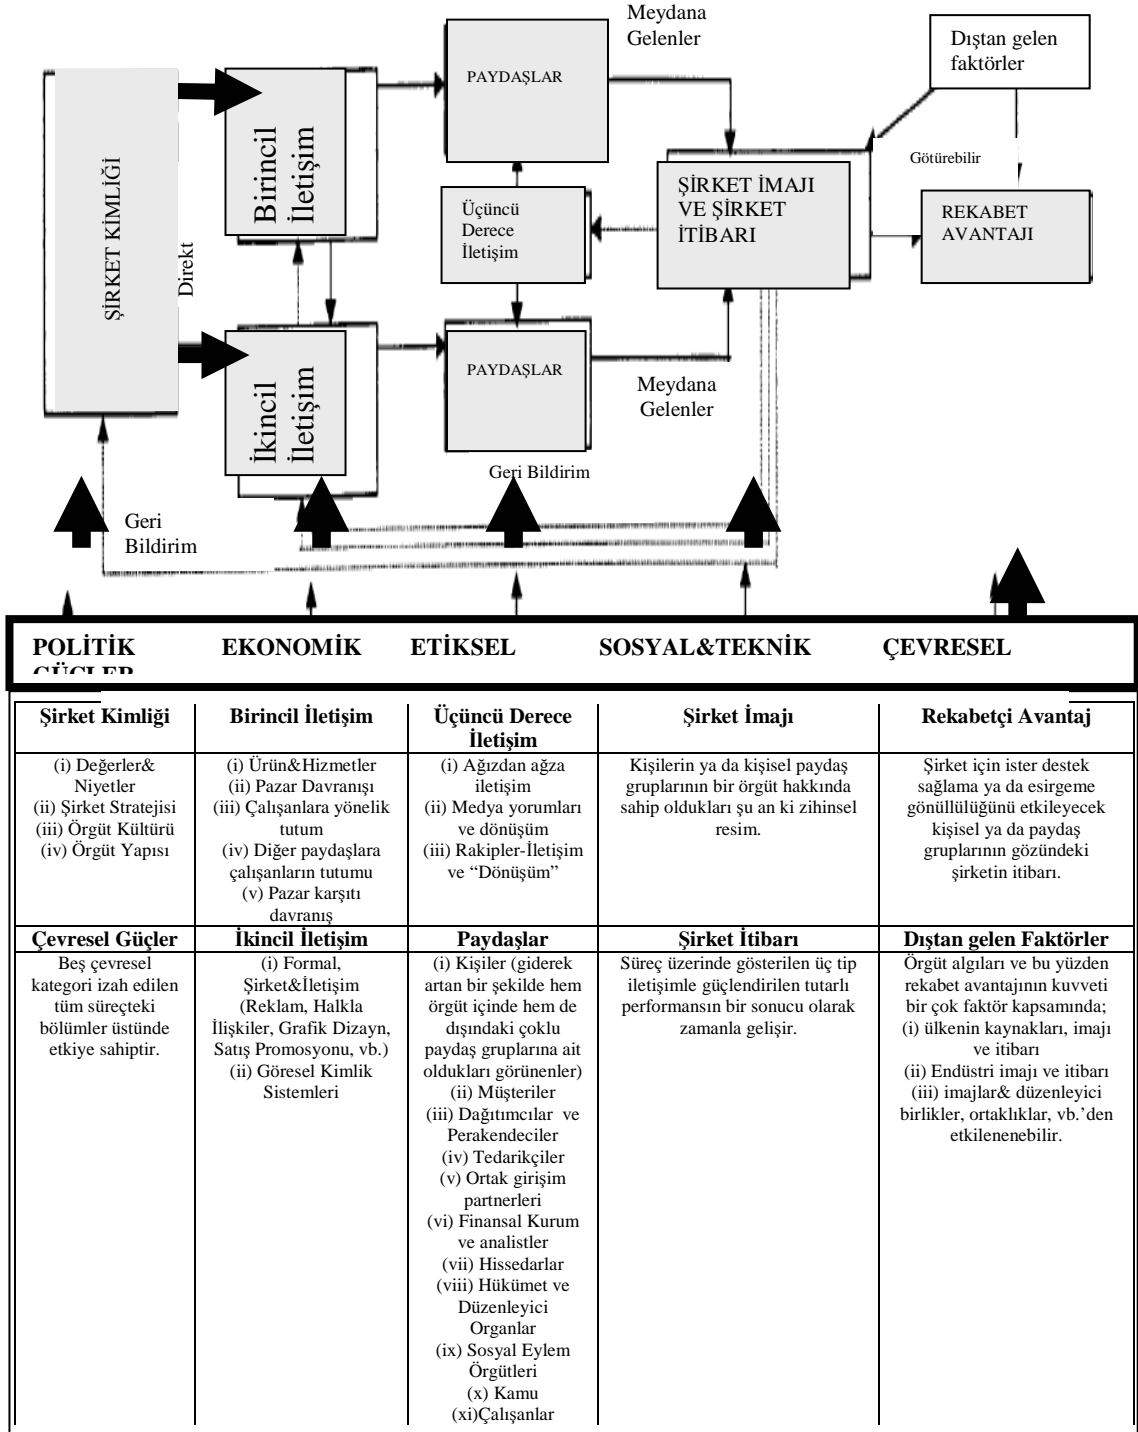 Meydana
Gelenler
Dıştan gelen
faktörler
PAYDAŞLAR
ŞİRKET KİMLİĞİ
Direkt
Birincil
İletişim
Götürebilir
ŞİRKET İMAJI
VE ŞİRKET
İTİBARI
Üçüncü
Derece
İletişim
REKABET
AVANTAJI
İkincil
İletişim
PAYDAŞLAR
Meydana
Gelenler
Geri Bildirim
Geri
Bildirim
POLİTİK EKONOMİK ETİKSEL SOSYAL&TEKNİK ÇEVRESEL
GÜÇLER
Şirket Kimliği
(i) Değerler&
Niyetler
(ii) Şirket Stratejisi
(iii) Örgüt Kültürü
(iv) Örgüt Yapısı
Birincil İletişim
(i) Ürün&Hizmetler
(ii) Pazar Davranışı
(iii) Çalışanlara yönelik
tutum
(iv) Diğer paydaşlara
çalışanların tutumu
(v) Pazar karşıtı
davranış
Üçüncü Derece
İletişim
(i) Ağızdan ağza
iletişim
(ii) Medya yorumları
ve dönüşüm
(iii) Rakipler-İletişim
ve “Dönüşüm”
Şirket İmajı
Kişilerin ya da kişisel paydaş
gruplarının bir örgüt hakkında
sahip oldukları şu an ki zihinsel
resim.
Rekabetçi Avantaj
Şirket için ister destek
sağlama ya da esirgeme
gönüllülüğünü etkileyecek
kişisel ya da paydaş
gruplarının gözündeki
şirketin itibarı.
Çevresel Güçler
Beş çevresel
kategori izah edilen
tüm süreçteki
bölümler üstünde
etkiye sahiptir.
İkincil İletişim
(i) Formal,
Şirket&İletişim
(Reklam, Halkla
İlişkiler, Grafik Dizayn,
Satış Promosyonu, vb.)
(ii) Göresel Kimlik
Sistemleri
Paydaşlar
(i) Kişiler (giderek
artan bir şekilde hem
örgüt içinde hem de
dışındaki çoklu
paydaş gruplarına ait
oldukları görünenler)
(ii) Müşteriler
(iii) Dağıtımcılar ve
Perakendeciler
(iv) Tedarikçiler
(v) Ortak girişim
partnerleri
(vi) Finansal Kurum
ve analistler
(vii) Hissedarlar
(viii) Hükümet ve
Düzenleyici
Organlar
(ix) Sosyal Eylem
Örgütleri
(x) Kamu
(xi)Çalışanlar
Şirket İtibarı
Süreç üzerinde gösterilen üç tip
iletişimle güçlendirilen tutarlı
performansın bir sonucu olarak
zamanla gelişir.
Dıştan gelen Faktörler
Örgüt algıları ve bu yüzden
rekabet avantajının kuvveti
bir çok faktör kapsamında;
(i) ülkenin kaynakları, imajı
ve itibarı
(ii) Endüstri imajı ve itibarı
(iii) imajlar& düzenleyici
birlikler, ortaklıklar, vb.’den
etkilenenebilir.